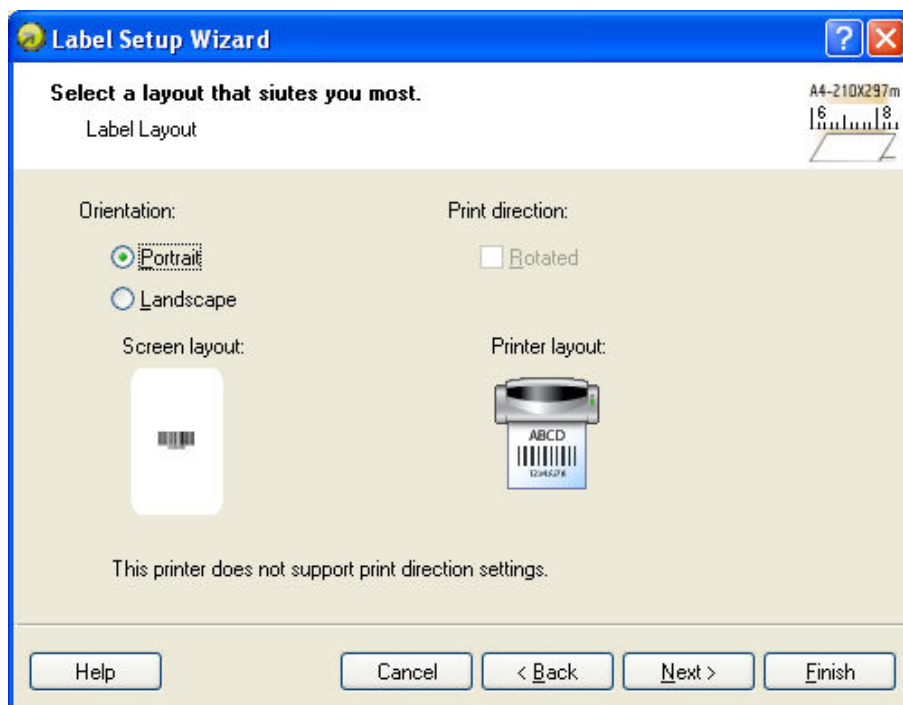 Label Setup Wizard
Select a layout that siutes you most.
Label Layout
A4-210X297m
6 8
Orientation:
Print direction:
Portrait
Rotated
Landscape
Screen layout:
Printer layout:
ABCD
This printer does not support print direction settings.
Help
Cancel
< Back
Next >
Finish